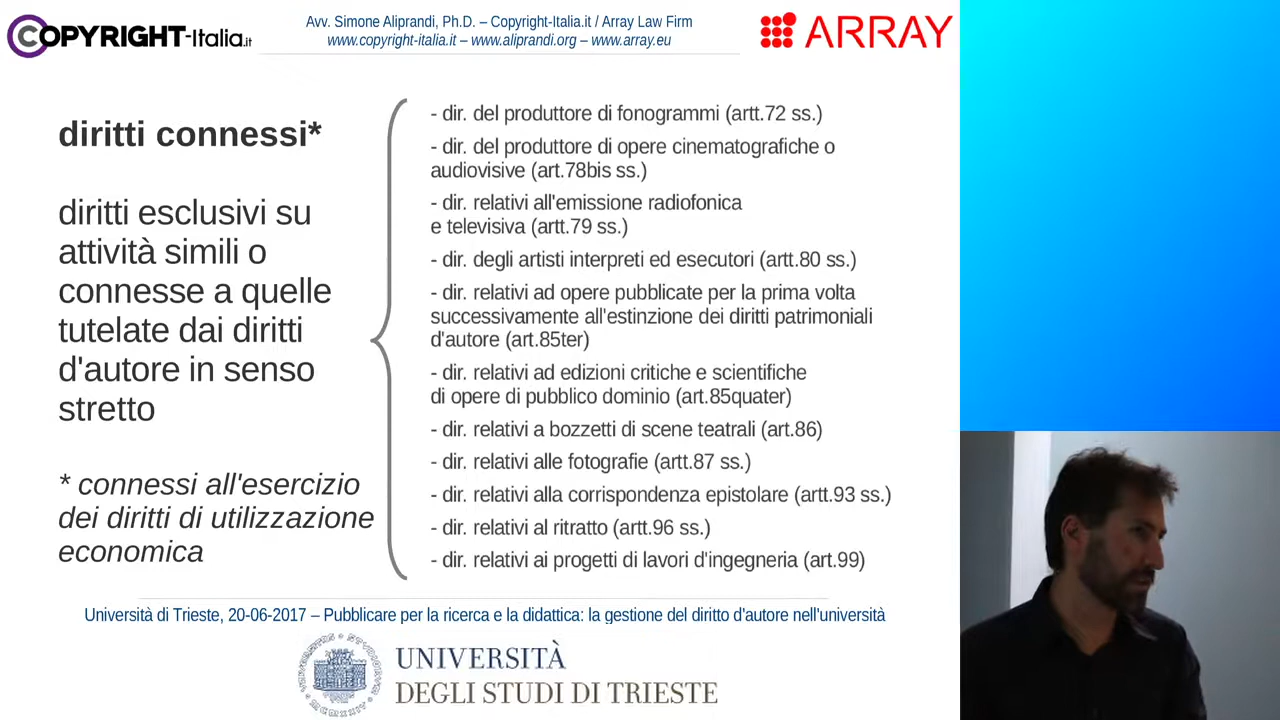 COPYRIGHT-Italia.it
Avv. Simone Aliprandi, Ph.D. – Copyright-Italia.it / Array Law Firm
www.copyright-italia.it – www.aliprandi.org – www.array.eu
ARRAY
diritti connessi*
diritti esclusivi su
attività simili o
connesse a quelle
tutelate dai diritti
d'autore in senso
stretto
* connessi all'esercizio
dei diritti di utilizzazione
economica
- dir. del produttore di fonogrammi (artt.72 ss.)
- dir. del produttore di opere cinematografiche o
audiovisive (art.78bis ss.)
- dir. relativi all'emissione radiofonica
e televisiva (artt.79 ss.)
- dir. degli artisti interpreti ed esecutori (artt.80 ss.)
- dir. relativi ad opere pubblicate per la prima volta
successivamente all'estinzione dei diritti patrimoniali
d'autore (art.85ter)
- dir. relativi ad edizioni critiche e scientifiche
di opere di pubblico dominio (art.85quater)
- dir. relativi a bozzetti di scene teatrali (art.86)
- dir. relativi alle fotografie (artt.87 ss.)
- dir. relativi alla corrispondenza epistolare (artt.93 ss.)
- dir. relativi al ritratto (artt.96 ss.)
- dir. relativi ai progetti di lavori d'ingegneria (art.99)
Università di Trieste, 20-06-2017 – Pubblicare per la ricerca e la didattica: la gestione del diritto d'autore nell'università
UNIVERSITÀ
DEGLI STUDI DI TRIESTE